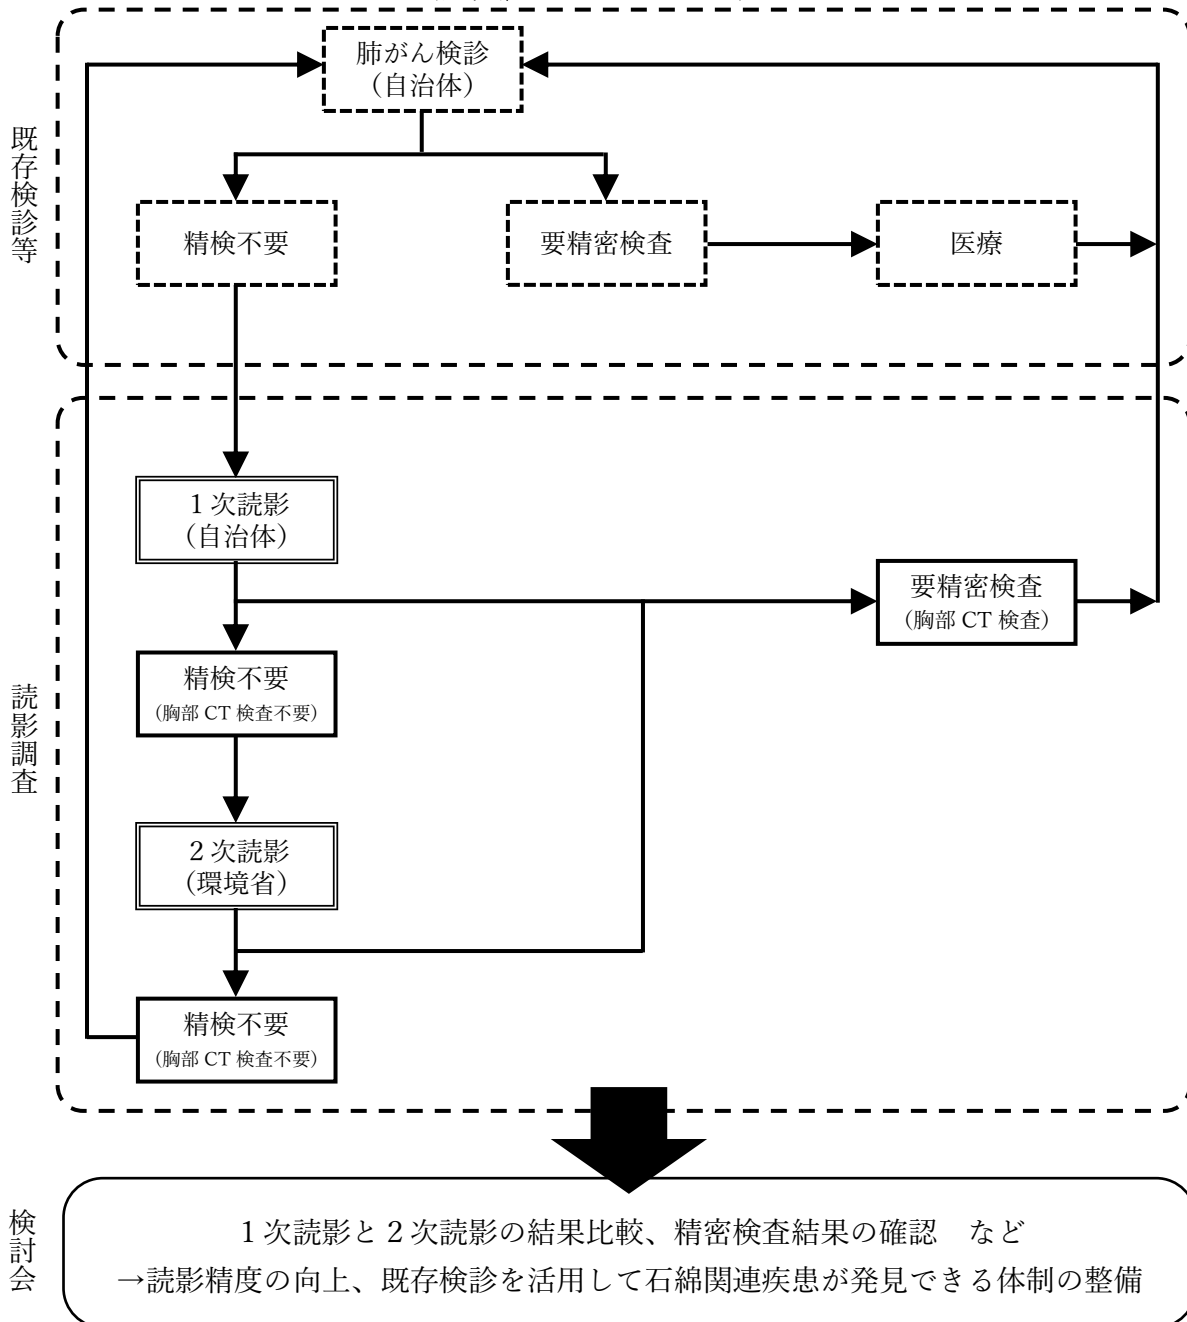 既存検診等
肺がん検診
（自治体）
精検不要
要精密検査
医療
読影調査
１次読影
（自治体）
要精密検査
（胸部 CT 検査）
精検不要
（胸部 CT 検査不要）
２次読影
（環境省）
精検不要
（胸部 CT 検査不要）
検討会
１次読影と２次読影の結果比較、精密検査結果の確認　など
→読影精度の向上、既存検診を活用して石綿関連疾患が発見できる体制の整備